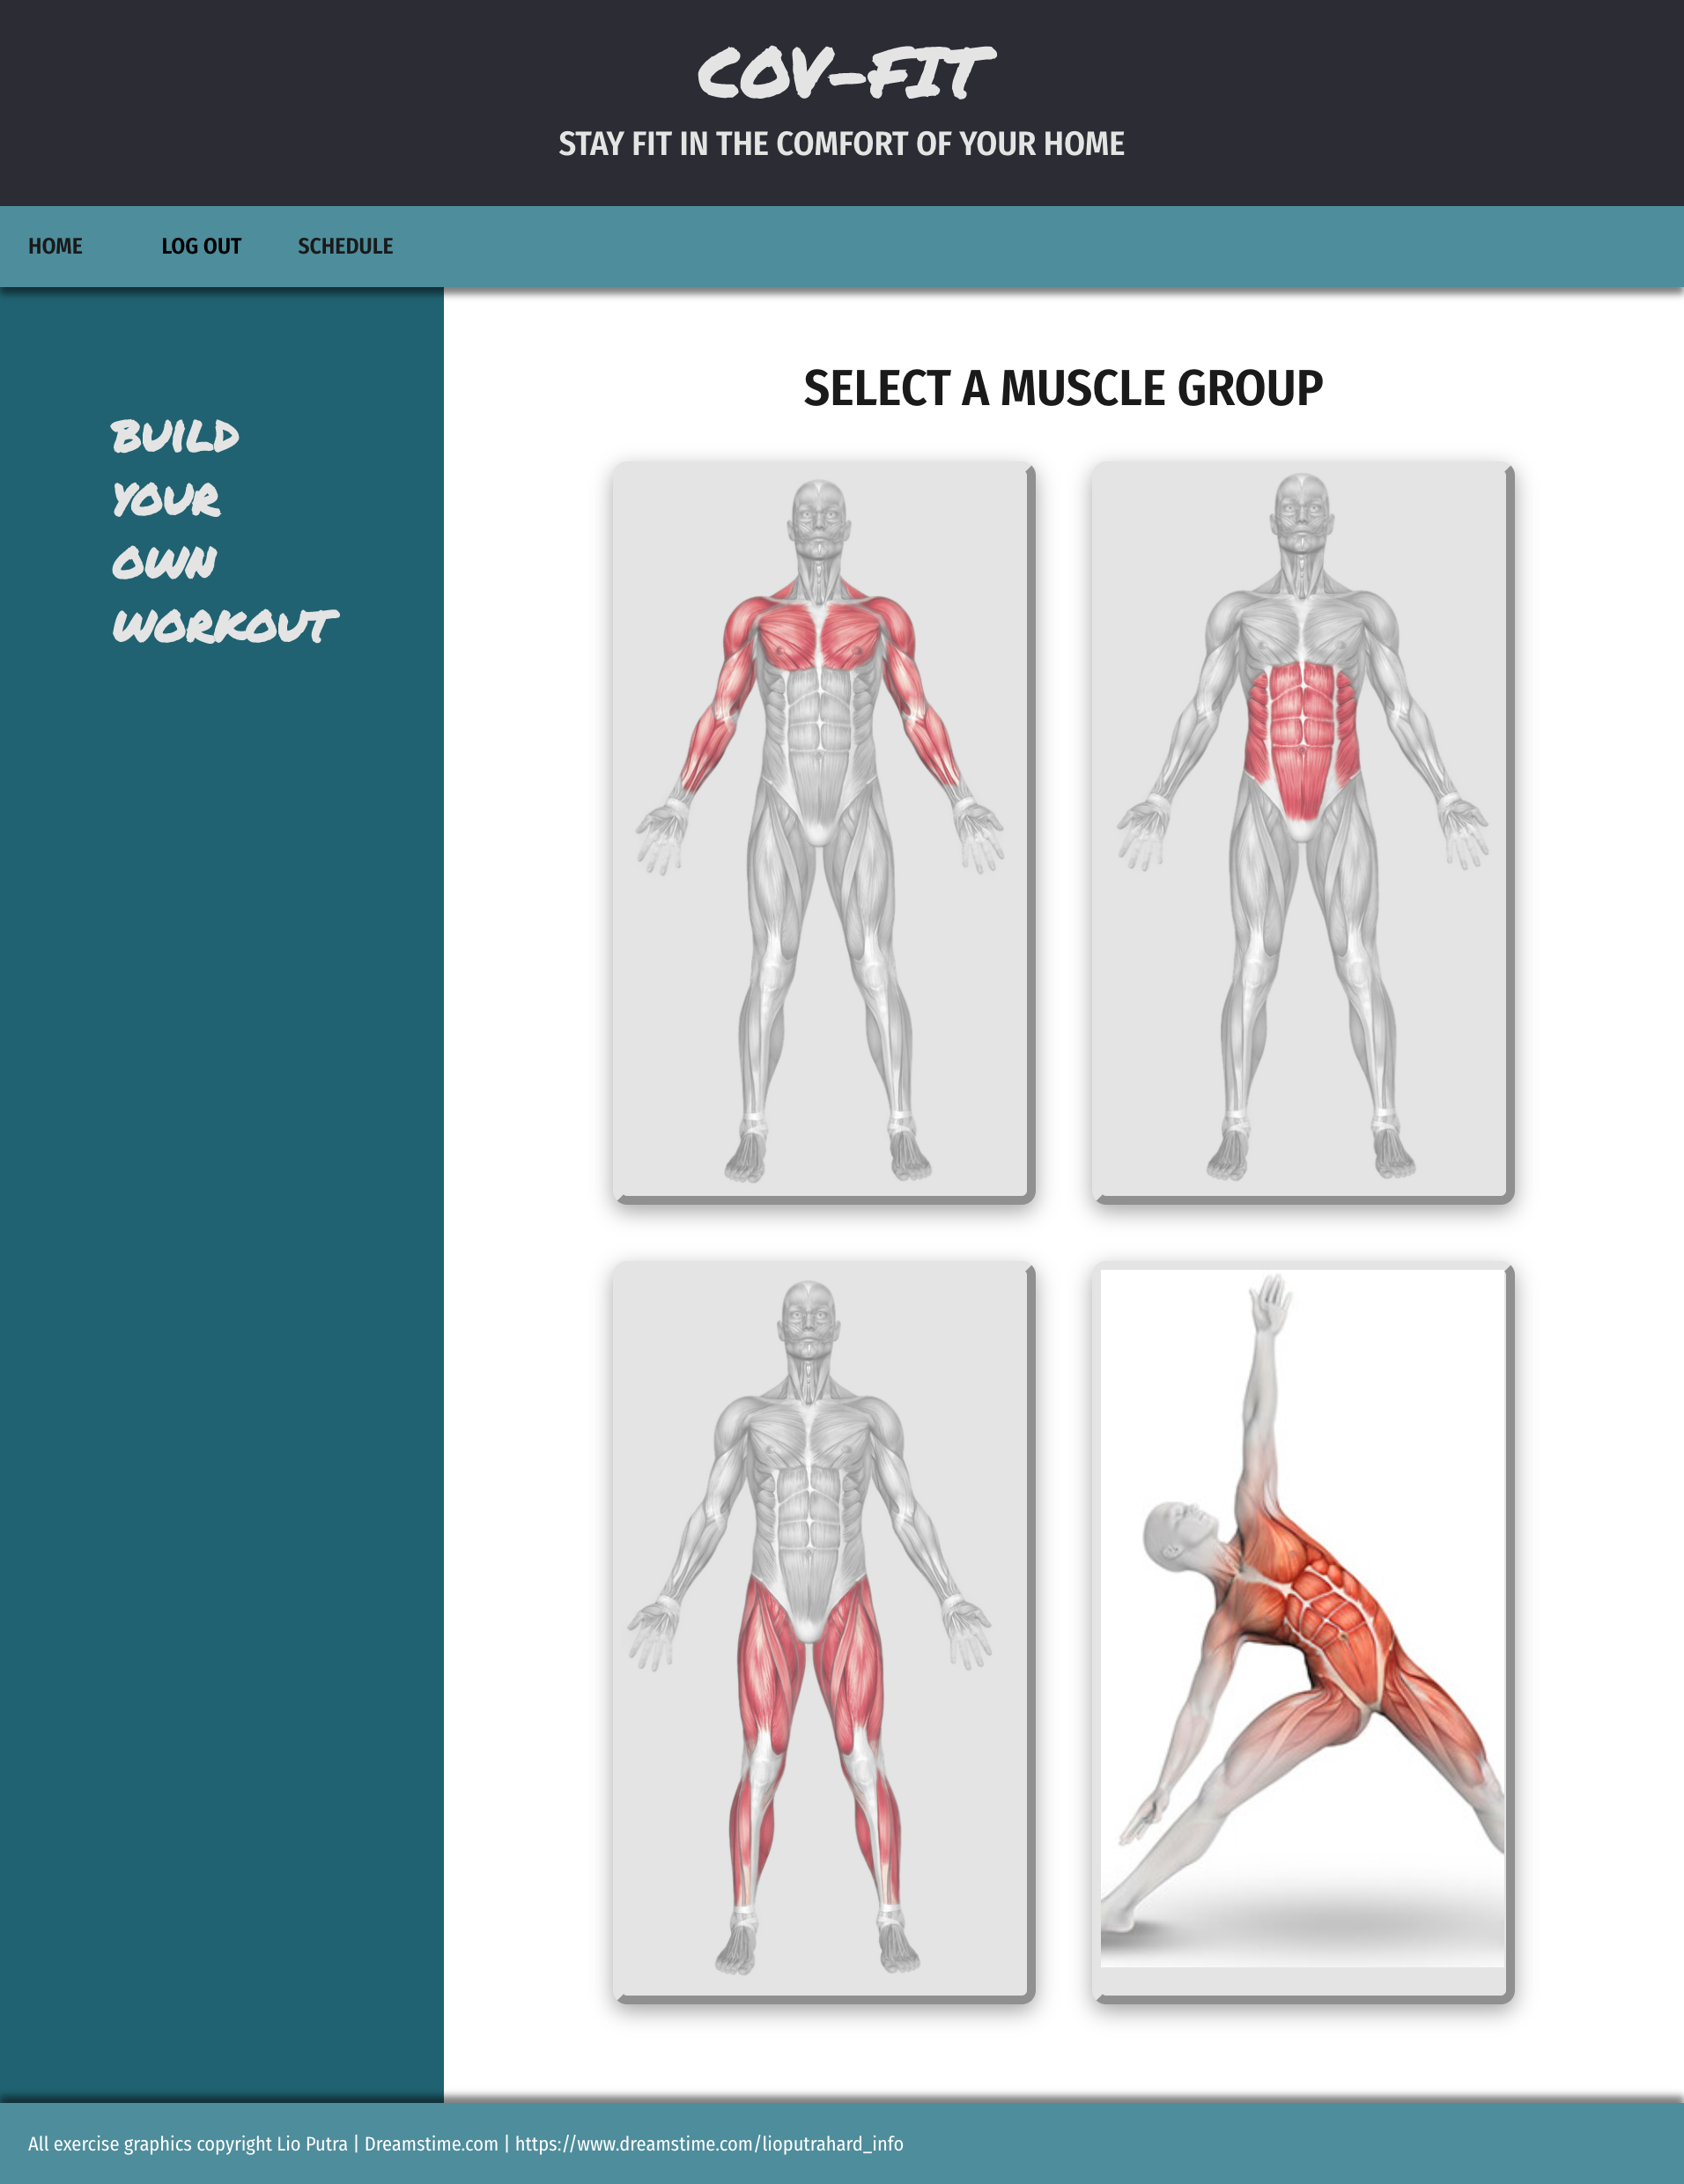 COV-FIT
STAY FIT IN THE COMFORT OF YOUR HOME
HOME
LOG OUT
SCHEDULE
BUILD
YOUR
OWN
WORKOUT
SELECT A MUSCLE GROUP
All exercise graphics copyright Lio Putra | Dreamstime.com | https://www.dreamstime.com/lioputrahard_info